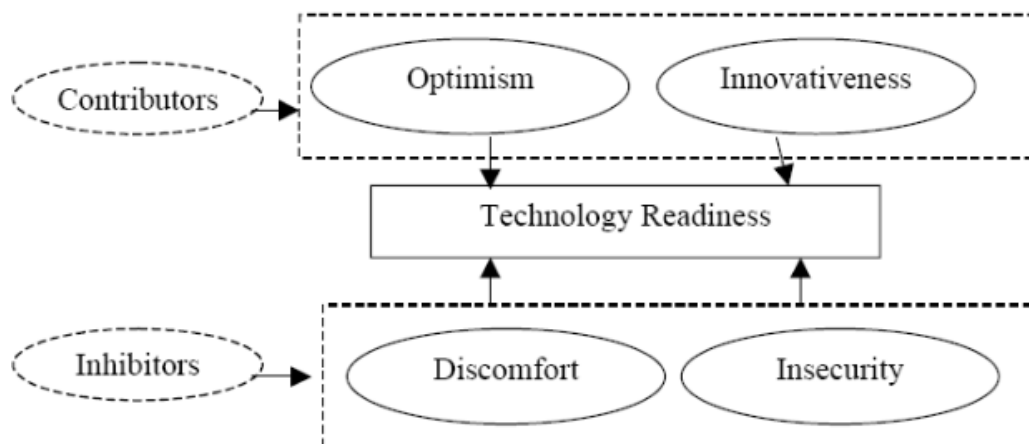 Optimism
Innovativeness
Contributors
Technology Readiness
Inhibitors
Discomfort
Insecurity